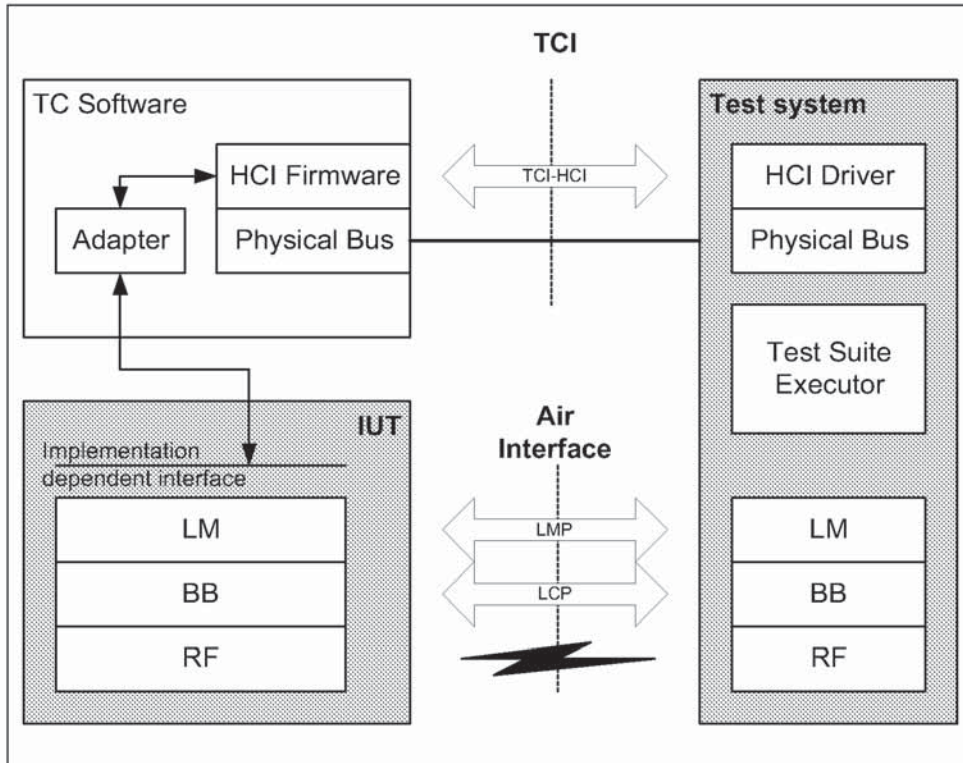 TCI
TC Software
HCI Firmware
Physical Bus
Adapter
TCI-HCI
Test system
HCI Driver
Physical Bus
Test Suite
Executor
IUT
Implementation
dependent interface
LM
BB
RF
Air
Interface
LMP
LCP
LM
BB
RF